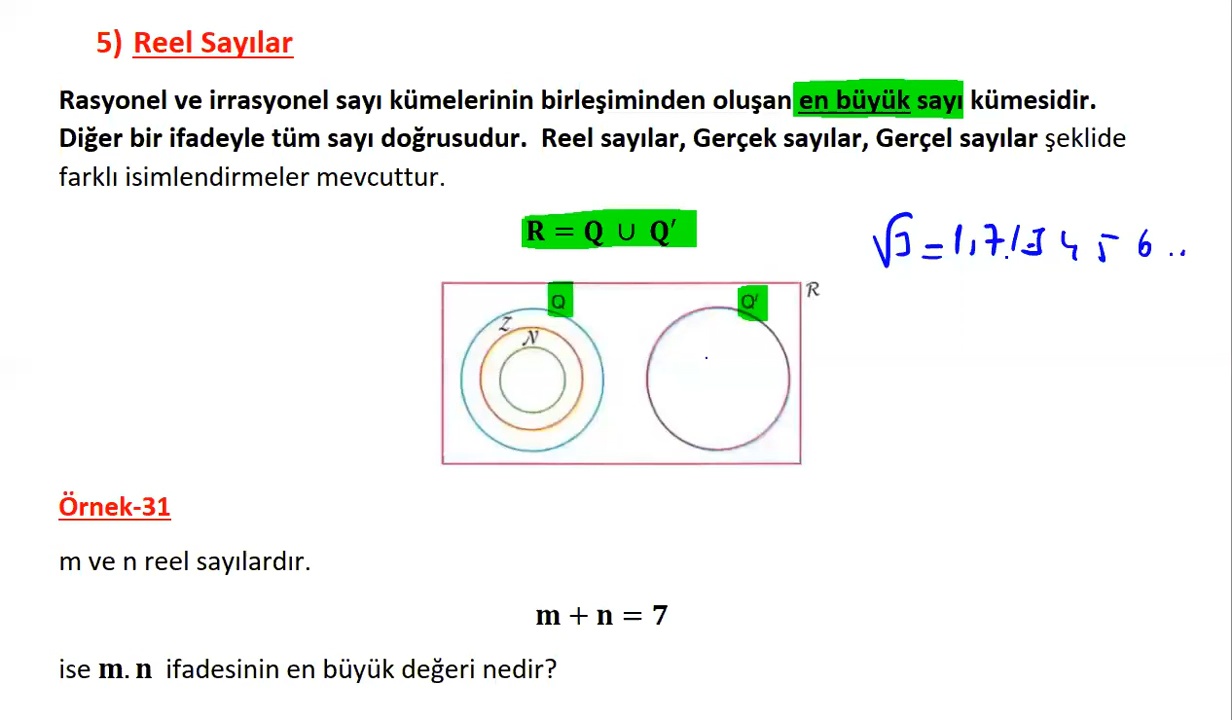 5) Reel Sayılar
Rasyonel ve irrasyonel sayı kümelerinin birleşiminden oluşan en büyük sayı kümesidir.
Diğer bir ifadeyle tüm sayı doğrusudur. Reel sayılar, Gerçek sayılar, Gerçel sayılar şeklide
farklı isimlendirmeler mevcuttur.
R = Q ∪ Q′
Q
Q′
R
Z
N
Örnek-31
m ve n reel sayılardır.
m + n = 7
ise m. n ifadesinin en büyük değeri nedir?